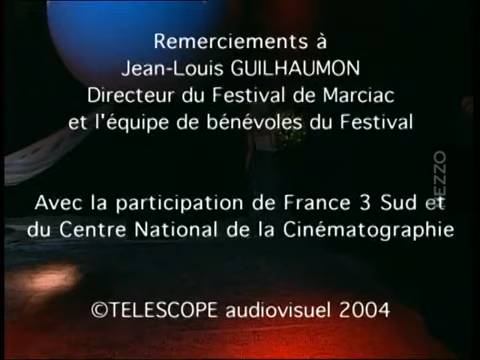 Remerciements à
Jean-Louis GUILHAUMON
Directeur du Festival de Marciac
et l'équipe de bénévoles du Festival
Avec la participation de France 3 Sud et
du Centre National de la Cinématographie
©TELESCOPE audiovisuel 2004
MEZZO